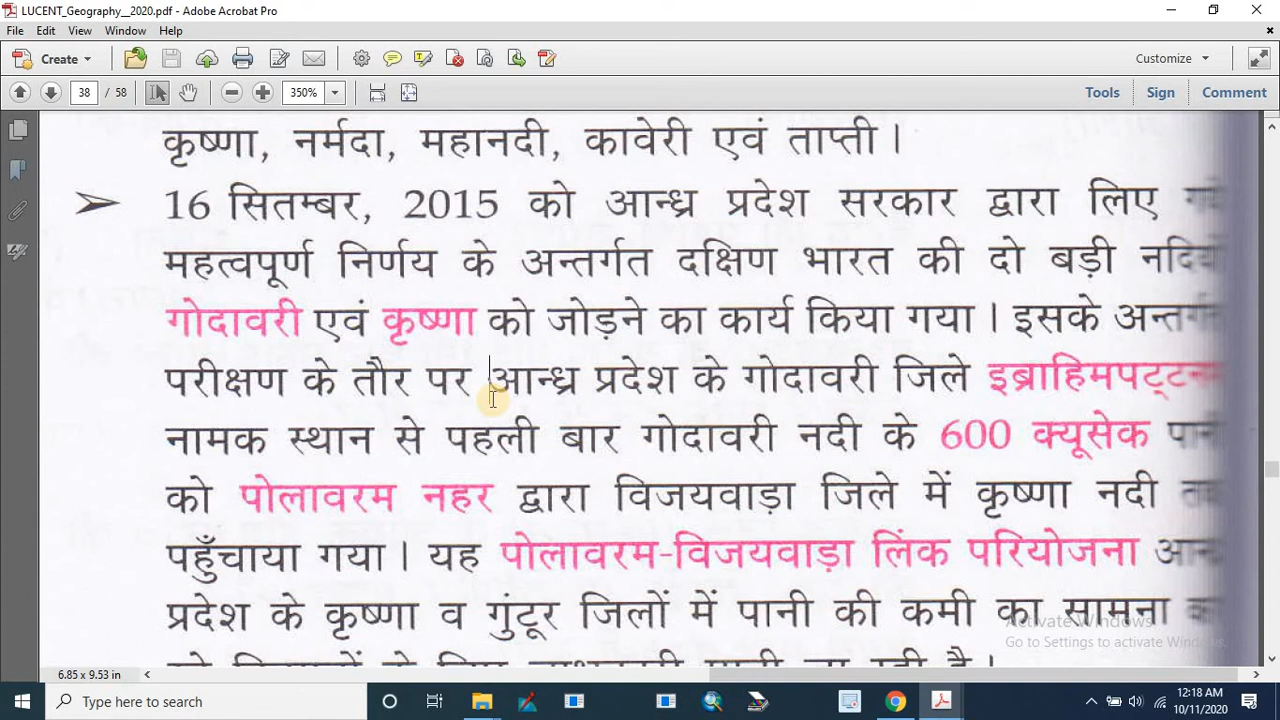 LUCENT_Geography__2020.pdf - Adobe Acrobat Pro
File Edit View Window Help
Create Customize
38 / 58 350% Tools Sign Comment
कृष्णा, नर्मदा, महानदी, कावेरी एवं ताप्ती।
16 सितम्बर, 2015 को आन्ध्र प्रदेश सरकार द्वारा लिए
महत्वपूर्ण निर्णय के अन्तर्गत दक्षिण भारत की दो बड़ी
गोदावरी एवं कृष्णा को जोड़ने का कार्य किया गया। इसके
परीक्षण के तौर पर आन्ध्र प्रदेश के गोदावरी जिले
नामक स्थान से पहली बार गोदावरी नदी के 600 क्यूसेक
को पोलावरम नहर द्वारा विजयवाड़ा जिले में कृष्णा नदी
पहुँचाया गया। यह पोलावरम-विजयवाड़ा लिंक परियोजना
प्रदेश के कृष्णा व गुंटूर जिलों में पानी की कमी का सामना
Activate Windows
Go to Settings to activate Windows.
6.85 x 9.53 in
Type here to search
12:18 AM
10/11/2020